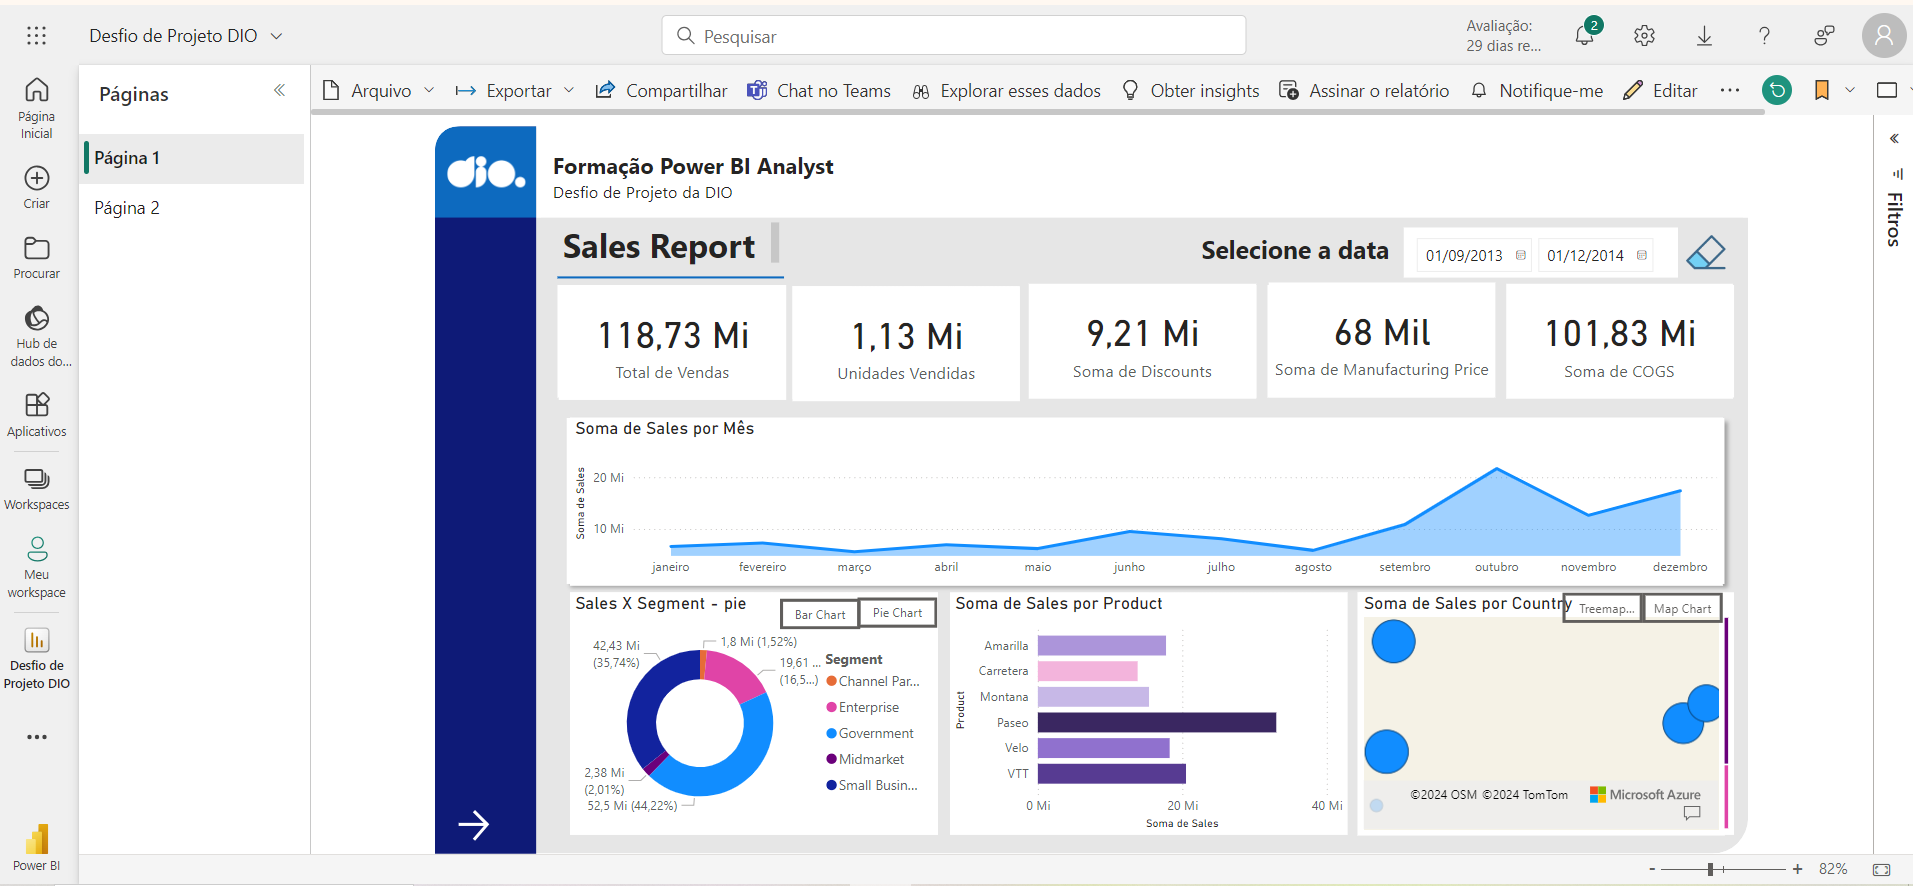 Desfio de Projeto DIO
Pesquisar
Avaliação:
29 dias re...
2
Página
Inicial
Criar
Procurar
Hub de
dados do...
Aplicativos
Workspaces
Meu
workspace
Desfio de
Projeto DIO
Power BI
Páginas
Página 1
Página 2
Arquivo
Exportar
Compartilhar
Chat no Teams
Explorar esses dados
Obter insights
Assinar o relatório
Notifique-me
Editar
Filtros
dio.
Formação Power BI Analyst
Desfio de Projeto da DIO
Sales Report
Selecione a data
01/09/2013
01/12/2014
118,73 Mi
Total de Vendas
1,13 Mi
Unidades Vendidas
9,21 Mi
Soma de Discounts
68 Mil
Soma de Manufacturing Price
101,83 Mi
Soma de COGS
Soma de Sales por Mês
Soma de Sales
20 Mi
10 Mi
janeiro fevereiro março abril maio junho julho agosto setembro outubro novembro dezembro
Sales X Segment - pie
Bar Chart
Pie Chart
42,43 Mi
(35,74%)
1,8 Mi (1,52%)
19,61 ...
(16,5...)
2,38 Mi
(2,01%)
52,5 Mi (44,22%)
Segment
Channel Par...
Enterprise
Government
Midmarket
Small Busin...
Soma de Sales por Product
Product
Amarilla
Carretera
Montana
Paseo
Velo
VTT
0 Mi 20 Mi 40 Mi
Soma de Sales
Soma de Sales por Country
Treemap...
Map Chart
©2024 OSM ©2024 TomTom
Microsoft Azure
- + 82%